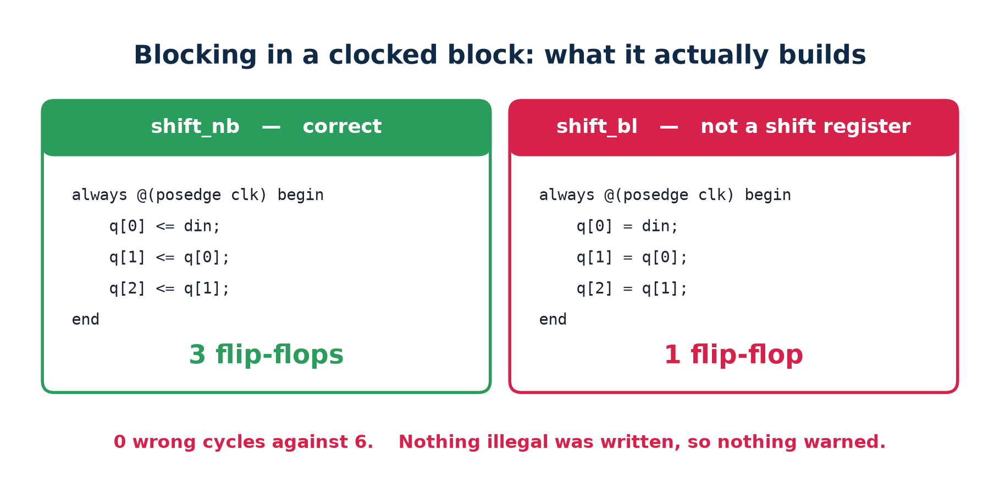 Blocking in a clocked block: what it actually builds
shift_nb — correct
always @(posedge clk) begin
    q[0] <= din;
    q[1] <= q[0];
    q[2] <= q[1];
end
3 flip-flops
shift_bl — not a shift register
always @(posedge clk) begin
    q[0] = din;
    q[1] = q[0];
    q[2] = q[1];
end
1 flip-flop
0 wrong cycles against 6. Nothing illegal was written, so nothing warned.